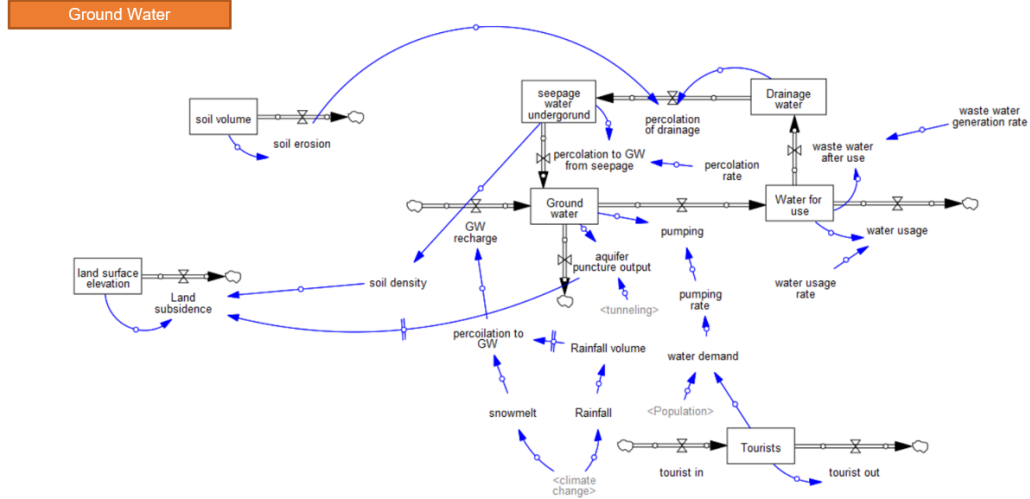 Ground Water
seepage
water
undergorund
Drainage
water
soil volume
soil erosion
percolation
of drainage
waste water
generation rate
waste water
after use
percolation to GW
from seepage
percolation
rate
Ground
water
Water for
use
GW
recharge
pumping
water usage
land surface
elevation
Land
subsidence
soil density
aquifer
puncture output
water usage
rate
<tunneling>
pumping
rate
percoilation to
GW
Rainfall volume
water demand
snowmelt
Rainfall
<Population>
Tourists
tourist in
tourist out
<climate
change>